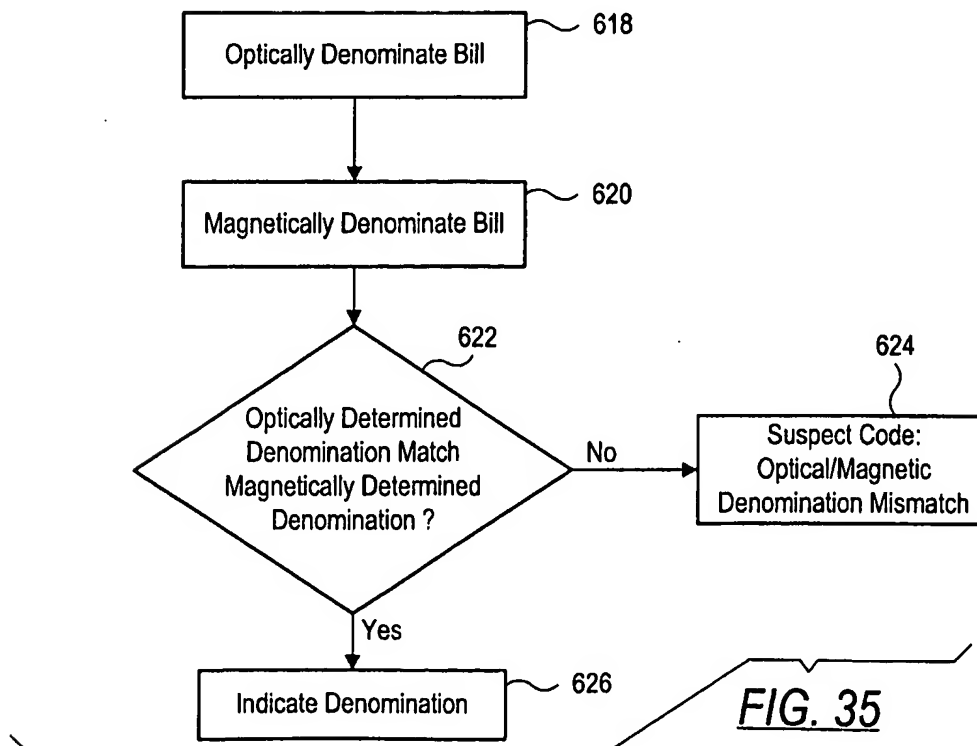 Optically Denominate Bill
618
Magnetically Denominate Bill
620
622
Optically Determined
Denomination Match
Magnetically Determined
Denomination ?
No
624
Suspect Code:
Optical/Magnetic
Denomination Mismatch
Yes
Indicate Denomination
626
FIG. 35